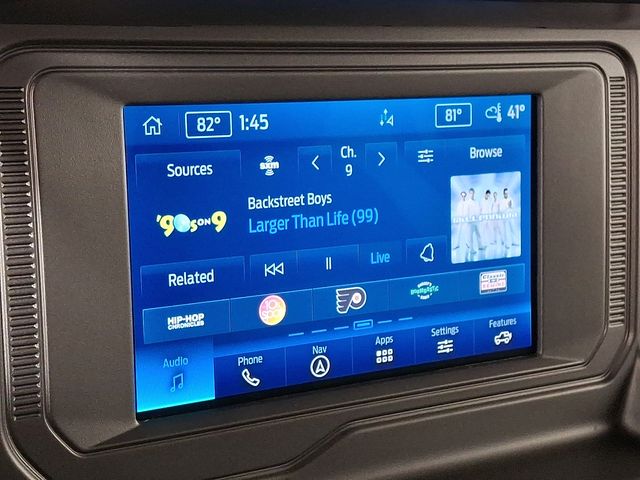 82° 1:45 81° 41°
Sources sxm Ch. 9 Browse
'90s on 9
Backstreet Boys
Larger Than Life (99)
MILLENNIUM
Related Live
HIP-HOP
CHRONICLES
Audio Phone Nav Apps Settings Features